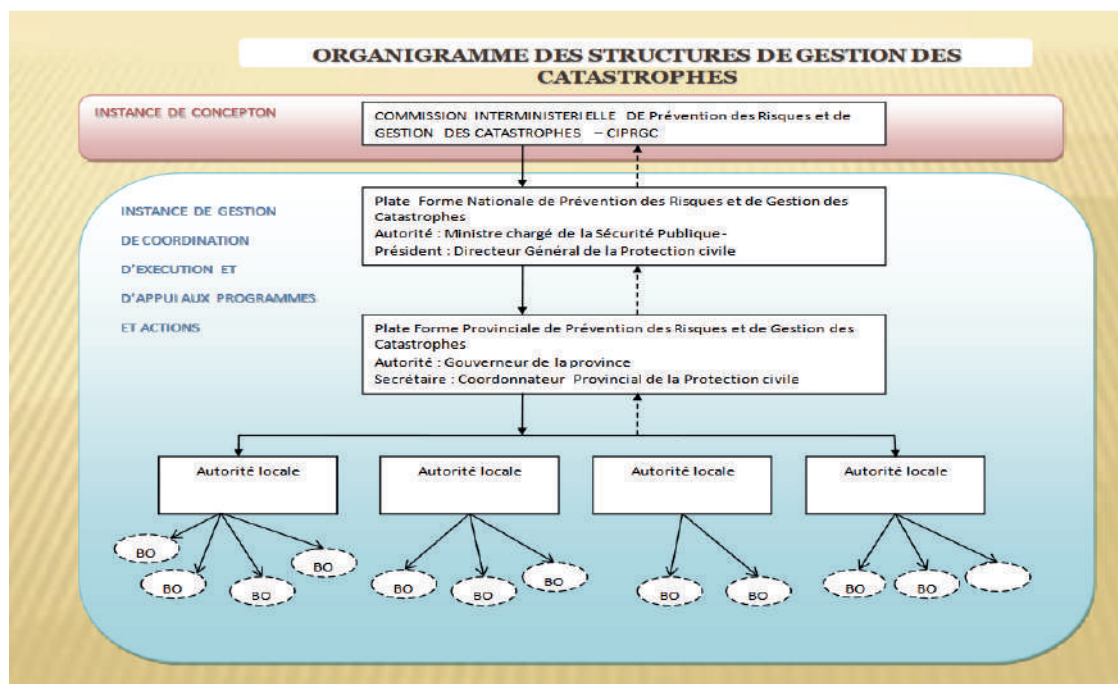 ORGANIGRAMME DES STRUCTURES DE GESTION DES
CATASTROPHES
INSTANCE DE CONCEPTON
COMMISSION INTERMINISTERIELLE DE Prévention des Risques et de
GESTION DES CATASTROPHES – CIPRGC
INSTANCE DE GESTION
DE COORDINATION
D'EXECUTION ET
D'APPUI AUX PROGRAMMES
ET ACTIONS
Plate Forme Nationale de Prévention des Risques et de Gestion des
Catastrophes
Autorité : Ministre chargé de la Sécurité Publique-
Président : Directeur Général de la Protection civile
Plate Forme Provinciale de Prévention des Risques et de Gestion des
Catastrophes
Autorité : Gouverneur de la province
Secrétaire : Coordonnateur Provincial de la Protection civile
Autorité locale
Autorité locale
Autorité locale
Autorité locale
BO
BO
BO
BO
BO
BO
BO
BO
BO
BO
BO